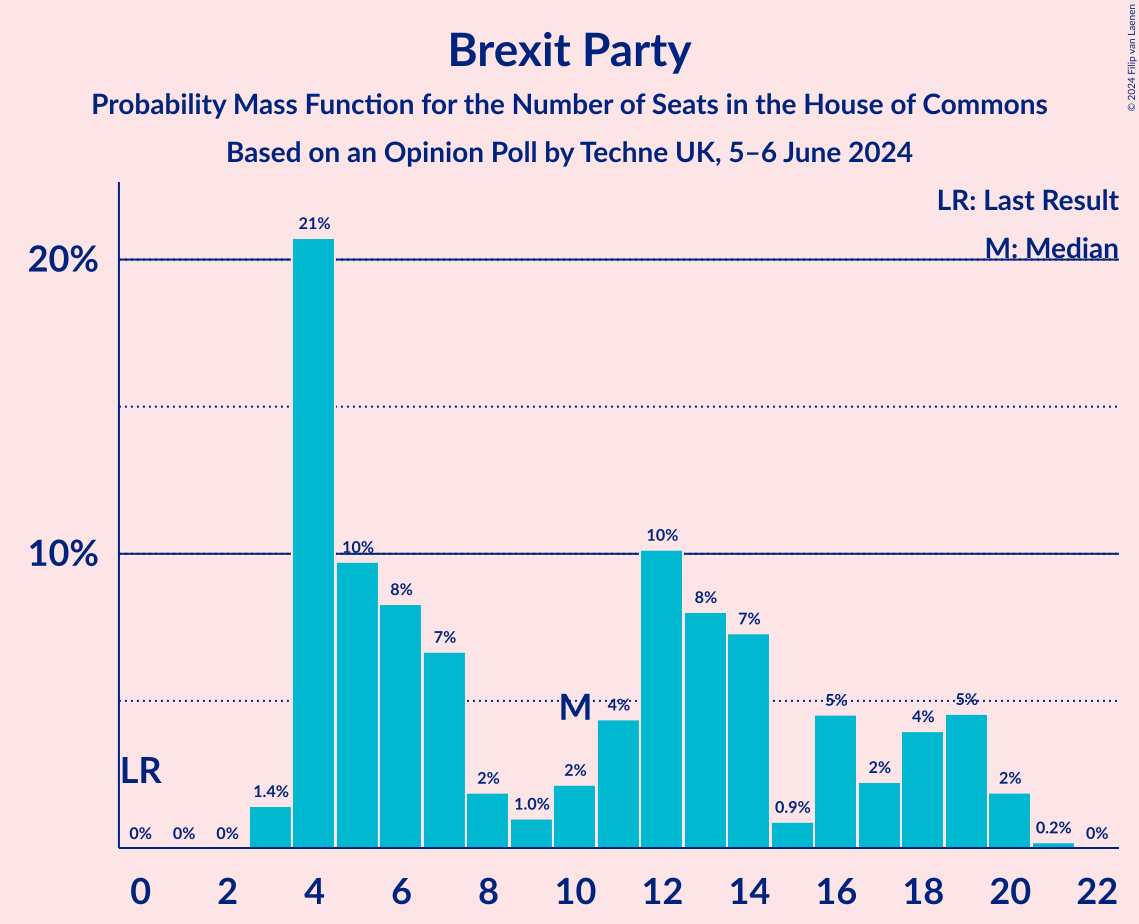 Brexit Party
Probability Mass Function for the Number of Seats in the House of Commons
Based on an Opinion Poll by Techne UK, 5–6 June 2024
© 2024 Filip van Laenen
LR: Last Result
M: Median
20%
10%
LR
M
0%
0%
0%
1.4%
21%
10%
8%
7%
2%
1.0%
2%
4%
10%
8%
7%
0.9%
5%
2%
4%
5%
2%
0.2%
0%
0 2 4 6 8 10 12 14 16 18 20 22